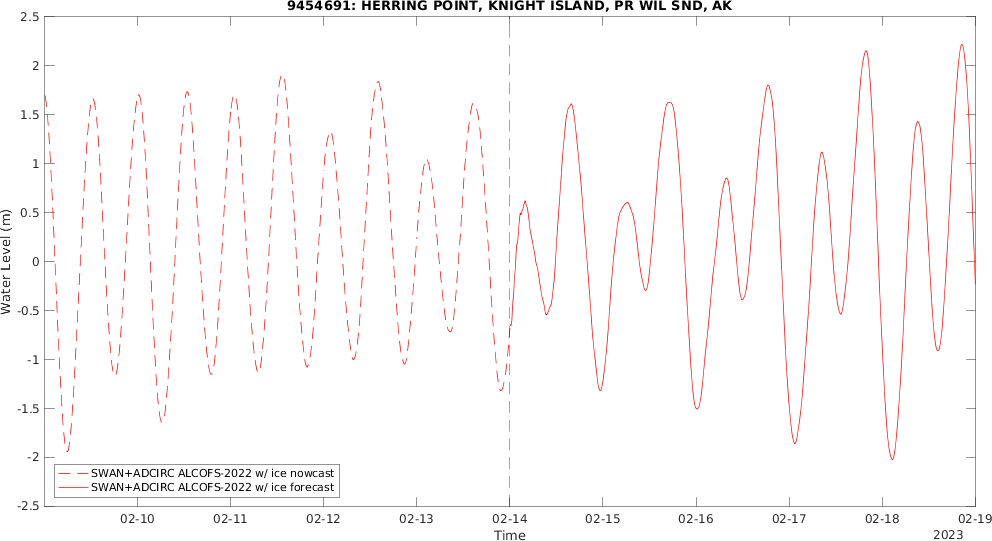 9454691: HERRING POINT, KNIGHT ISLAND, PR WIL SND, AK
2.5
2
1.5
1
0.5
0
-0.5
-1
-1.5
-2
-2.5
Water Level (m)
SWAN+ADCIRC ALCOFS-2022 w/ ice nowcast
SWAN+ADCIRC ALCOFS-2022 w/ ice forecast
02-10 02-11 02-12 02-13 02-14 02-15 02-16 02-17 02-18 02-19
Time
2023